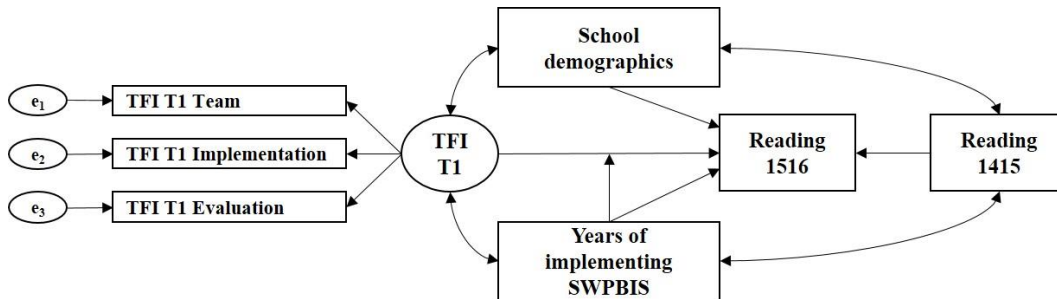 School
demographics
e₁
TFI T1 Team
e₂
TFI T1 Implementation
TFI
T1
Reading
1516
Reading
1415
e₃
TFI T1 Evaluation
Years of
implementing
SWPBIS